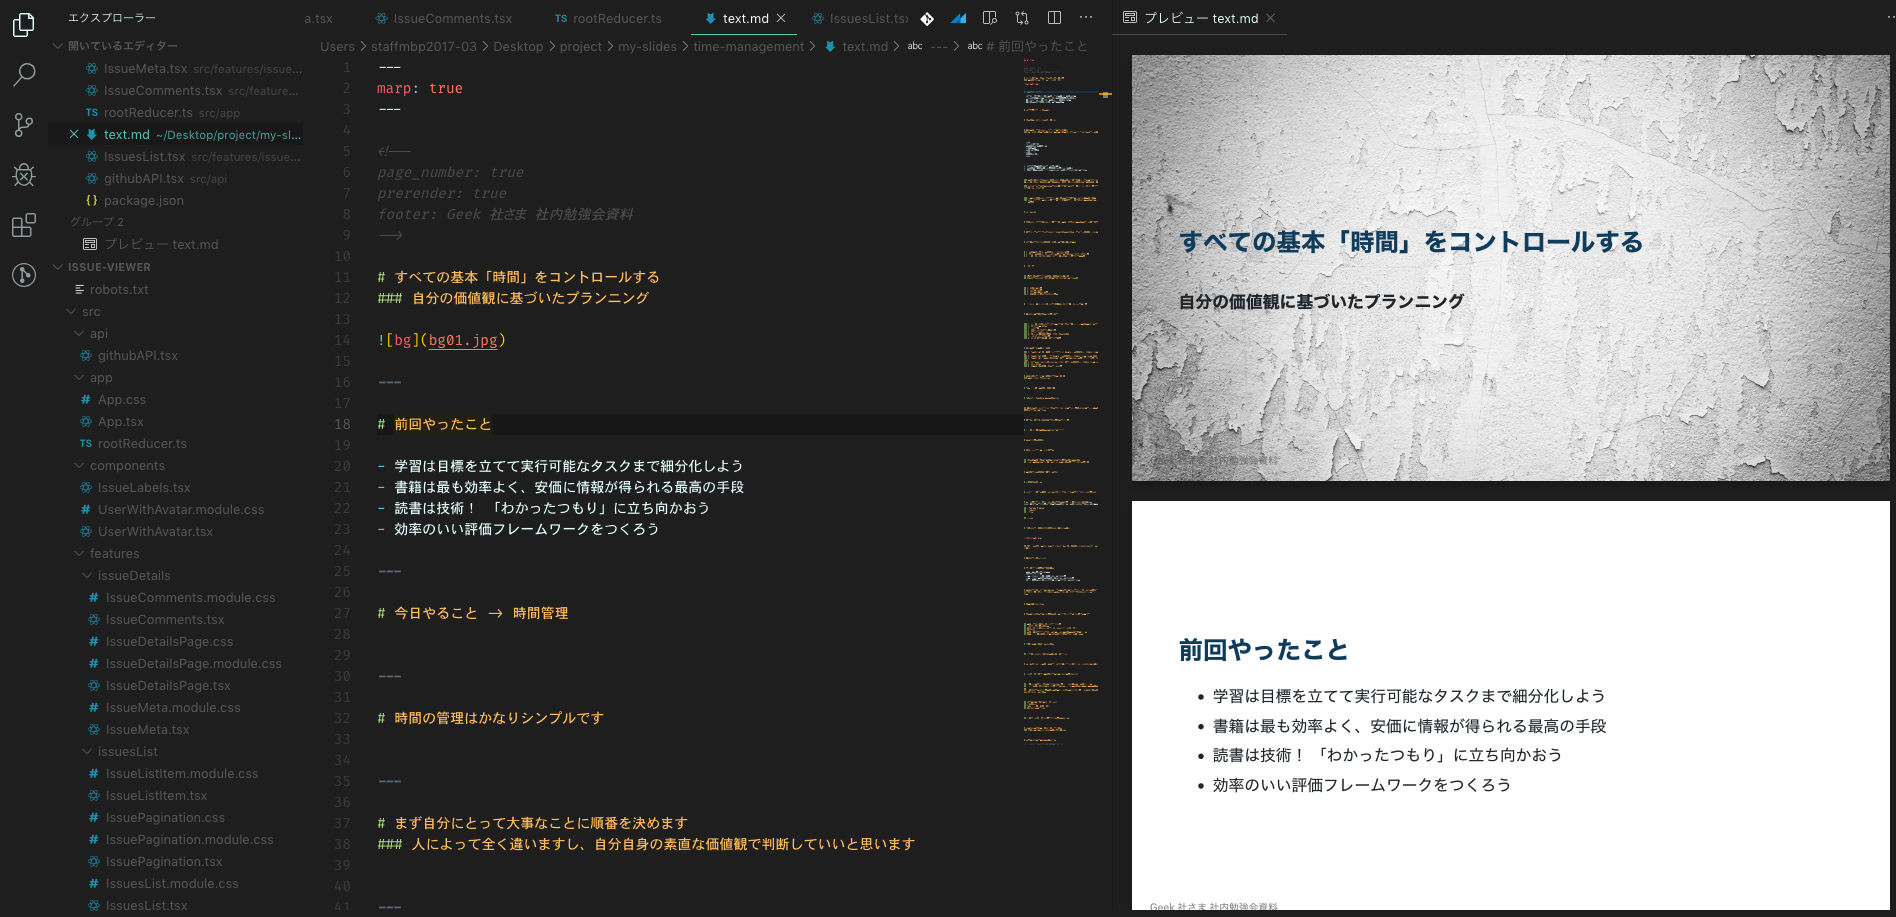 エクスプローラー
開いているエディター
IssueMeta.tsx src/features/issue...
IssueComments.tsx src/feature...
TS rootReducer.ts src/app
text.md ~/Desktop/project/my-sl...
IssuesList.tsx src/features/issue...
githubAPI.tsx src/api
{} package.json
グループ 2
プレビュー text.md
ISSUE-VIEWER
robots.txt
src
api
githubAPI.tsx
app
# App.css
App.tsx
TS rootReducer.ts
components
IssueLabels.tsx
# UserWithAvatar.module.css
UserWithAvatar.tsx
features
issueDetails
# IssueComments.module.css
IssueComments.tsx
# IssueDetailsPage.css
# IssueDetailsPage.module.css
IssueDetailsPage.tsx
# IssueMeta.module.css
IssueMeta.tsx
issuesList
# IssueListItem.module.css
IssueListItem.tsx
# IssuePagination.css
# IssuePagination.module.css
IssuePagination.tsx
# IssuesList.module.css
IssuesList.tsx
a.tsx IssueComments.tsx TS rootReducer.ts text.md IssuesList.tsx
Users > staffmbp2017-03 > Desktop > project > my-slides > time-management > text.md > abc --- > abc # 前回やったこと
1 ---
2 marp: true
3 ---
4
5 <!--
6 page_number: true
7 prerender: true
8 footer: Geek 社さま 社内勉強会資料
9 -->
10
11 # すべての基本「時間」をコントロールする
12 ### 自分の価値観に基づいたプランニング
13
14 ![bg](bg01.jpg)
15
16 ---
17
18 # 前回やったこと
19
20 - 学習は目標を立てて実行可能なタスクまで細分化しよう
21 - 書籍は最も効率よく、安価に情報が得られる最高の手段
22 - 読書は技術！ 「わかったつもり」に立ち向かおう
23 - 効率のいい評価フレームワークをつくろう
24
25 ---
26
27 # 今日やること -> 時間管理
28
29
30 ---
31
32 # 時間の管理はかなりシンプルです
33
34
35 ---
36
37 # まず自分にとって大事なことに順番を決めます
38 ### 人によって全く違いますし、自分自身の素直な価値観で判断していいと思います
39
40
41 ---
プレビュー text.md
すべての基本「時間」をコントロールする
自分の価値観に基づいたプランニング
Geek 社さま 社内勉強会資料
前回やったこと
• 学習は目標を立てて実行可能なタスクまで細分化しよう
• 書籍は最も効率よく、安価に情報が得られる最高の手段
• 読書は技術！ 「わかったつもり」に立ち向かおう
• 効率のいい評価フレームワークをつくろう
Geek 社さま 社内勉強会資料